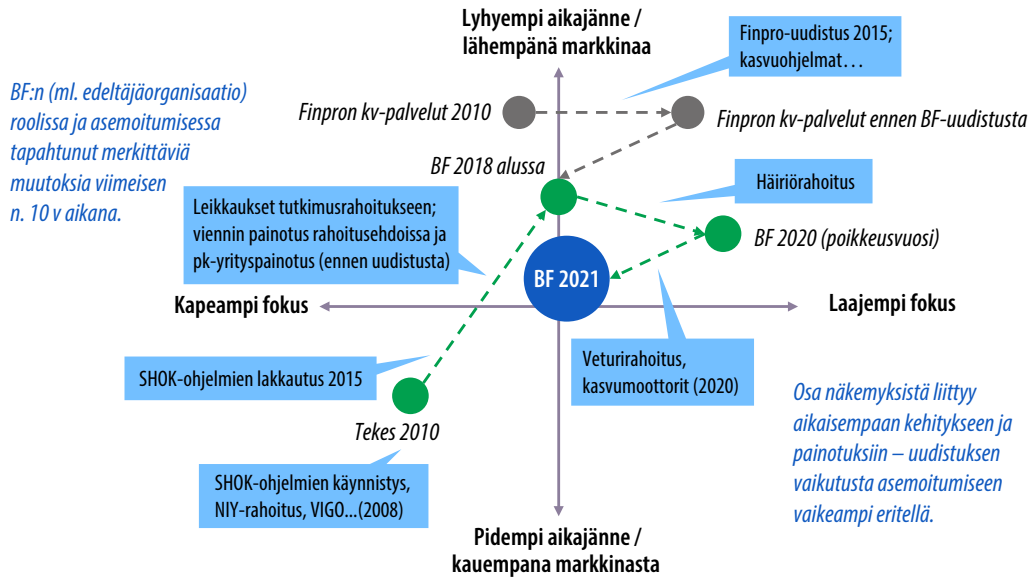 Lyhyempi aikajänne /
lähempänä markkinaa
Finpro-uudistus 2015;
kasvuohjelmat…
BF:n (ml. edeltäjäorganisaatio)
roolissa ja asemoitumisessa
tapahtunut merkittäviä
muutoksia viimeisen
n. 10 v aikana.
Finpron kv-palvelut 2010
Finpron kv-palvelut ennen BF-uudistusta
BF 2018 alussa
Häiriörahoitus
Leikkaukset tutkimusrahoitukseen;
viennin painotus rahoitusehdoissa ja
pk-yrityspainotus (ennen uudistusta)
BF 2020 (poikkeusvuosi)
BF 2021
Kapeampi fokus
Laajempi fokus
Veturirahoitus,
kasvumoottorit (2020)
SHOK-ohjelmien lakkautus 2015
Tekes 2010
Osa näkemyksistä liittyy
aikaisempaan kehitykseen ja
painotuksiin – uudistuksen
vaikutusta asemoitumiseen
vaikeampi eritellä.
SHOK-ohjelmien käynnistys,
NIY-rahoitus, VIGO...(2008)
Pidempi aikajänne /
kauempana markkinasta